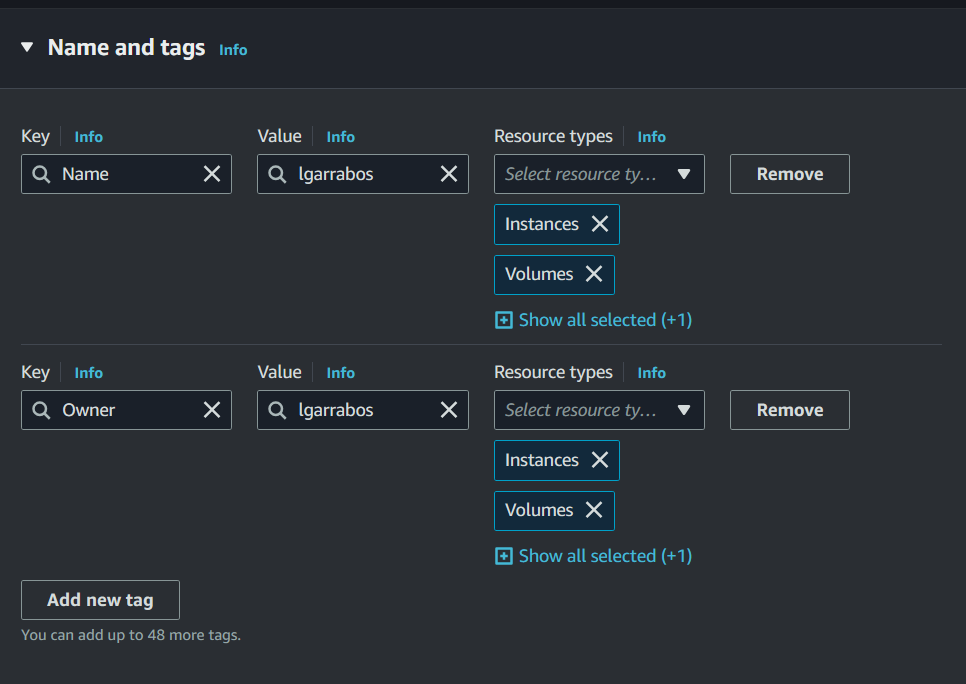 Name and tags Info
Key Info Value Info Resource types Info
Name lgarrabos Select resource ty... Remove
Instances
Volumes
Show all selected (+1)
Key Info Value Info Resource types Info
Owner lgarrabos Select resource ty... Remove
Instances
Volumes
Show all selected (+1)
Add new tag
You can add up to 48 more tags.